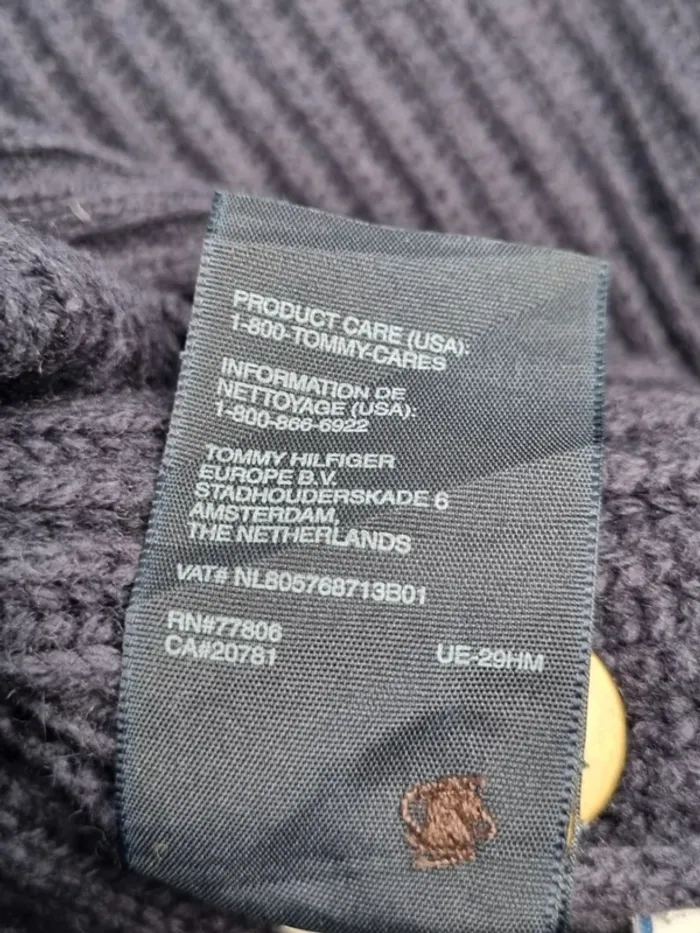 PRODUCT CARE (USA):
1-800-TOMMY-CARES
INFORMATION DE
NETTOYAGE (USA):
1-800-866-6922
TOMMY HILFIGER
EUROPE B.V.
STADHOUDERSKADE 6
AMSTERDAM,
THE NETHERLANDS
VAT# NL805768713B01
RN#77806
CA#20781
UE-29HM